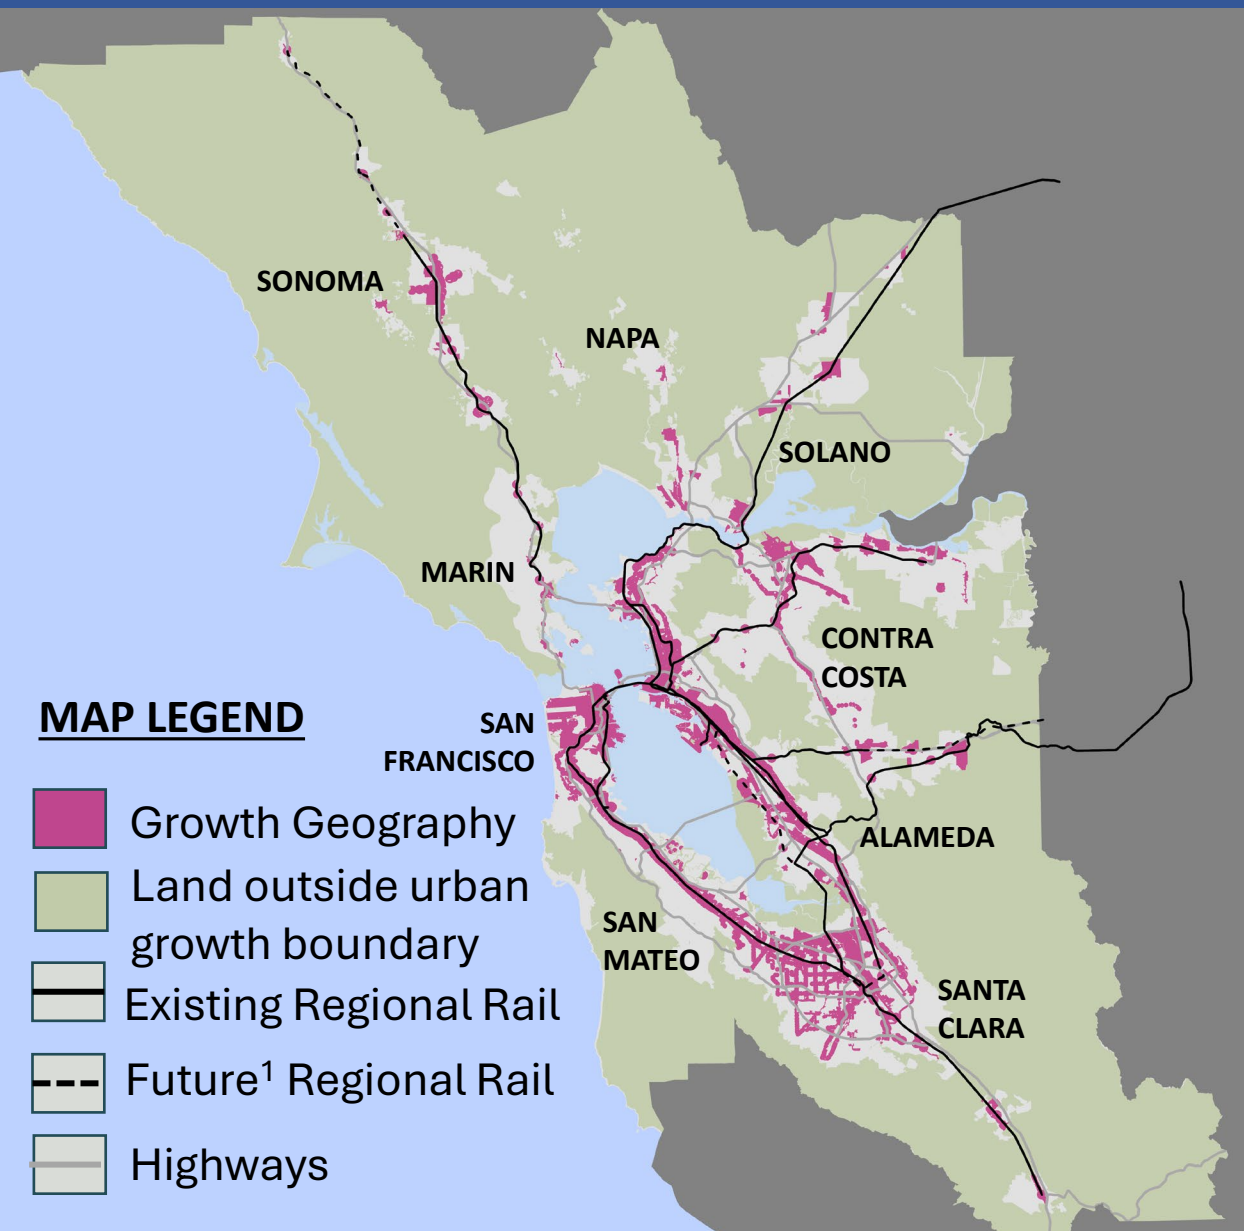 SONOMA
NAPA
SOLANO
MARIN
CONTRA
COSTA
SAN
FRANCISCO
ALAMEDA
SAN
MATEO
SANTA
CLARA
MAP LEGEND
Growth Geography
Land outside urban
growth boundary
Existing Regional Rail
Future¹ Regional Rail
Highways